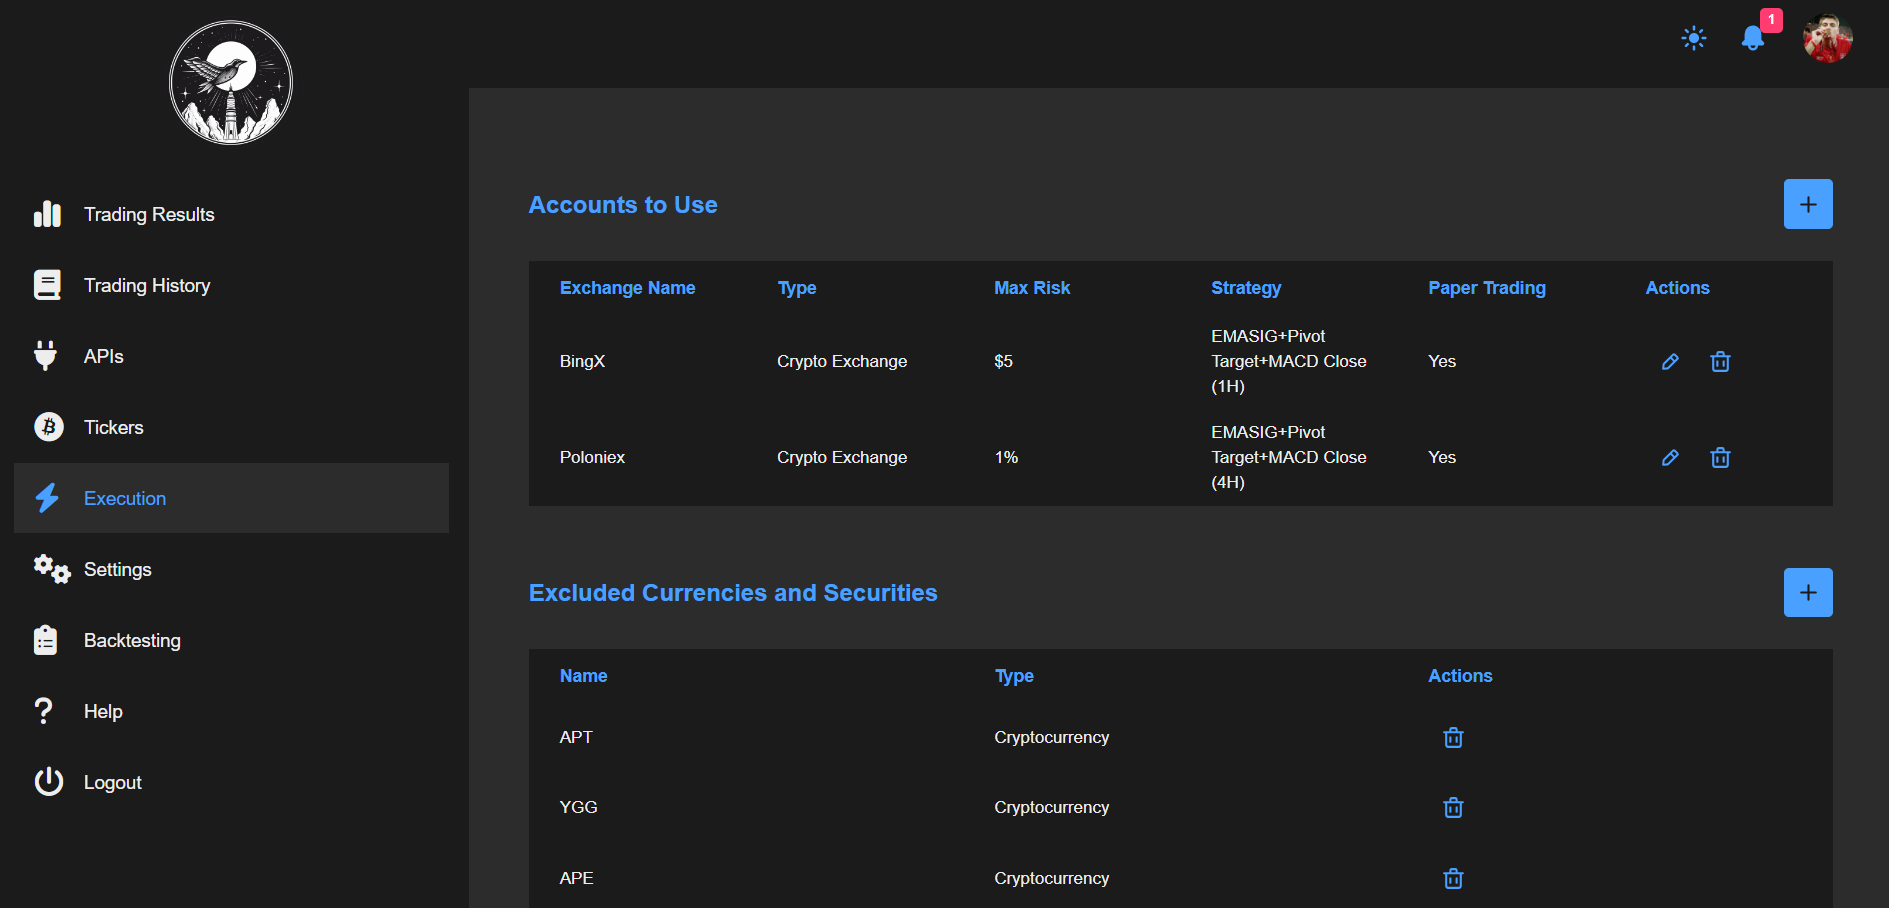 1
Trading Results
Trading History
APIs
Tickers
Execution
Settings
Backtesting
Help
Logout
Accounts to Use
Exchange Name Type Max Risk Strategy Paper Trading Actions
BingX Crypto Exchange $5 EMASIG+Pivot Target+MACD Close (1H) Yes
Poloniex Crypto Exchange 1% EMASIG+Pivot Target+MACD Close (4H) Yes
Excluded Currencies and Securities
Name Type Actions
APT Cryptocurrency
YGG Cryptocurrency
APE Cryptocurrency